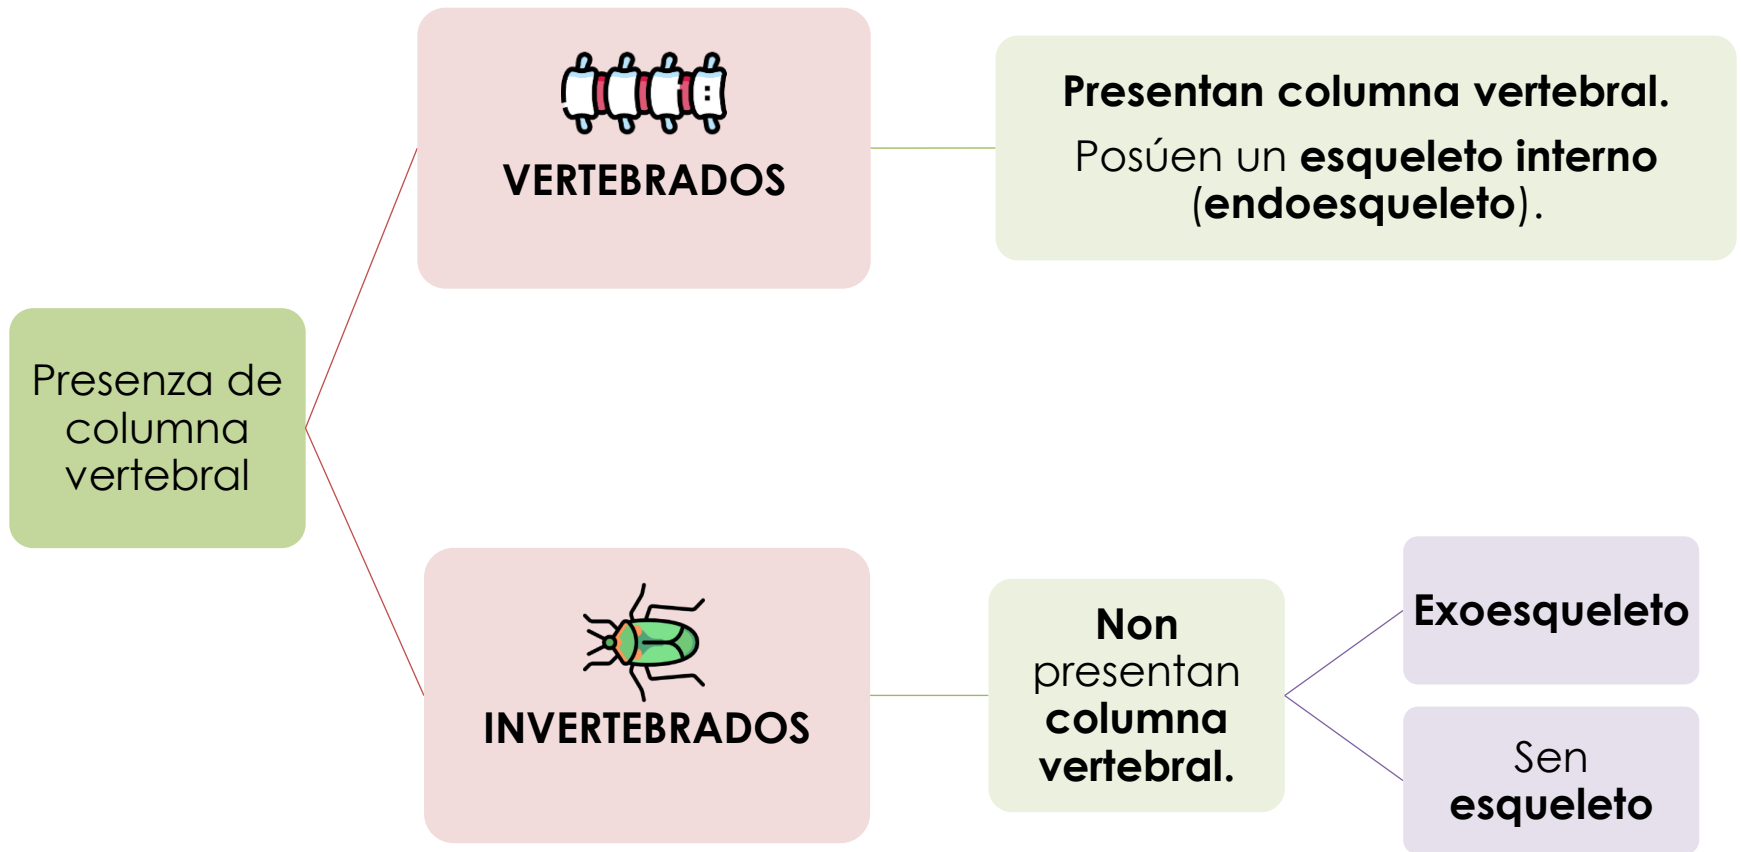 Presenza de
columna
vertebral
VERTEBRADOS
Presentan columna vertebral.
Posúen un esqueleto interno
(endoesqueleto).
INVERTEBRADOS
Non
presentan
columna
vertebral.
Exoesqueleto
Sen
esqueleto